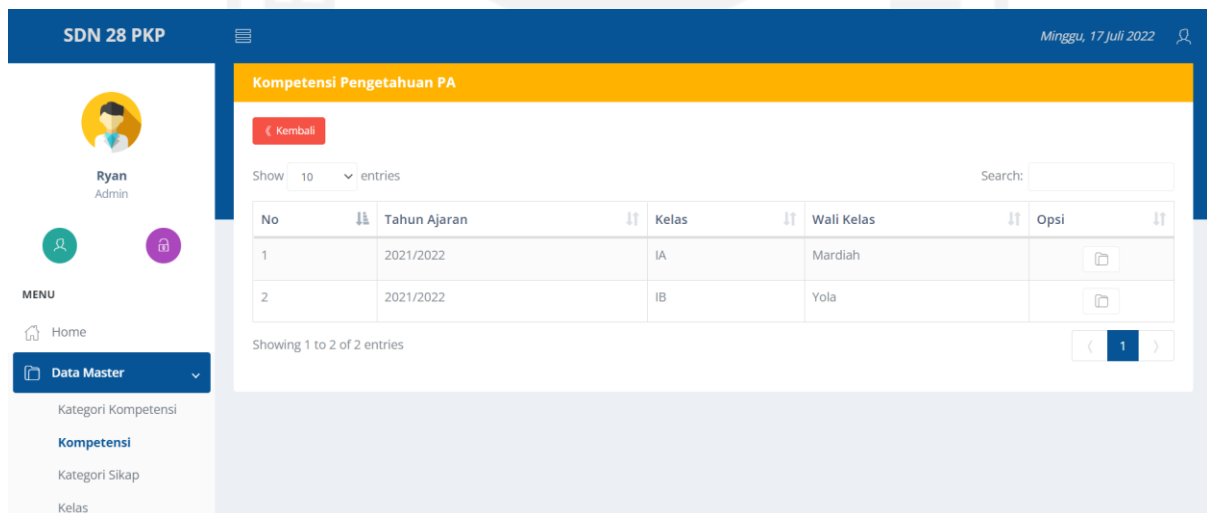 SDN 28 PKP
Minggu, 17 Juli 2022
Kompetensi Pengetahuan PA
Kembali
Ryan
Admin
Show 10 entries
Search:
No Tahun Ajaran Kelas Wali Kelas Opsi
1 2021/2022 IA Mardiah
2 2021/2022 IB Yola
Showing 1 to 2 of 2 entries
1
MENU
Home
Data Master
Kategori Kompetensi
Kompetensi
Kategori Sikap
Kelas